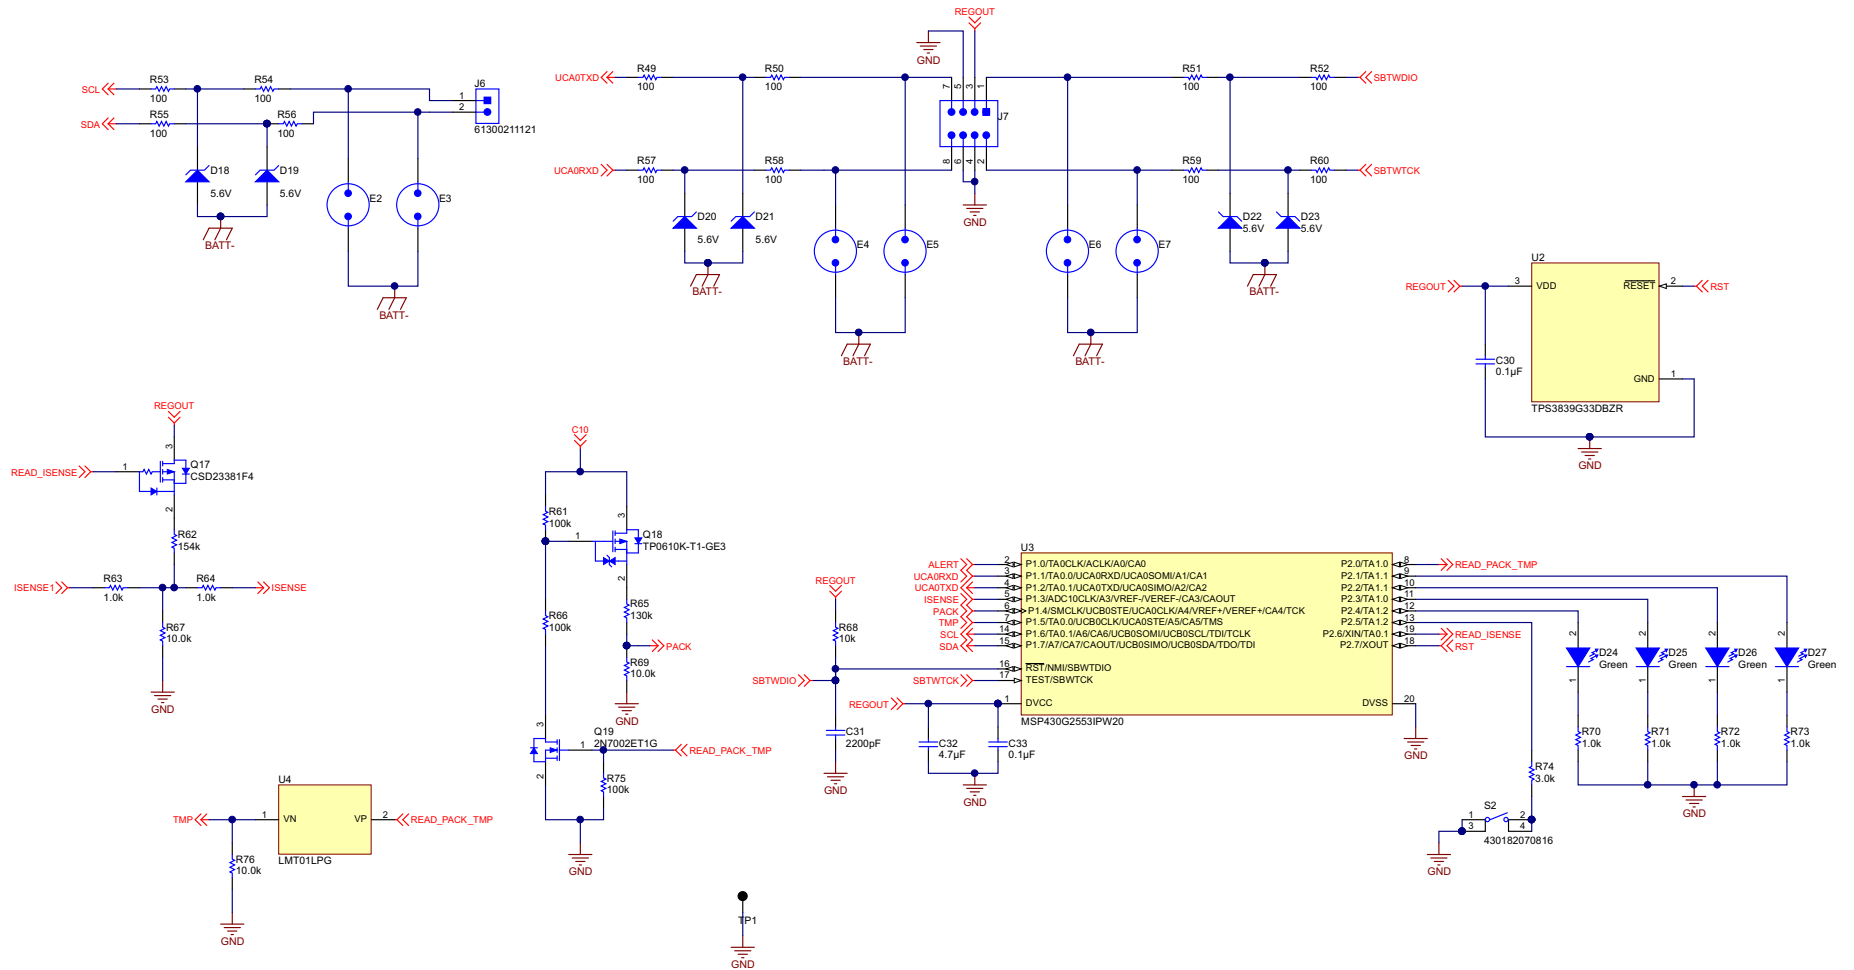 REGOUT
GND
SCL
R53
100
R54
100
J6
1
2
61300211121
SDA
R55
100
R56
100
D18
5.6V
D19
5.6V
E2
E3
BATT-
BATT-
UCA0TXD
R49
100
R50
100
7
5
3
1
J7
8
6
4
2
GND
R51
100
R52
100
SBTWDIO
UCA0RXD
R57
100
R58
100
R59
100
R60
100
SBTWTCK
D20
5.6V
D21
5.6V
E4
E5
E6
E7
D22
5.6V
D23
5.6V
BATT-
BATT-
BATT-
BATT-
U2
REGOUT
3
VDD
RESET
2
RST
C30
0.1µF
GND
1
TPS3839G33DBZR
GND
REGOUT
3
READ_ISENSE
1
Q17
CSD23381F4
2
R62
154k
ISENSE1
R63
1.0k
R64
1.0k
ISENSE
R67
10.0k
GND
C10
R61
100k
3
1
Q18
TP0610K-T1-GE3
2
R66
100k
R65
130k
PACK
R69
10.0k
GND
3
Q19
2N7002ET1G
1
2
READ_PACK_TMP
R75
100k
GND
U4
TMP
1
VN
VP
2
READ_PACK_TMP
LMT01LPG
R76
10.0k
GND
TP1
GND
REGOUT
R68
10k
SBTWDIO
C31
2200pF
GND
U3
ALERT
2
P1.0/TA0CLK/ACLK/A0/CA0
UCA0RXD
3
P1.1/TA0.0/UCA0RXD/UCA0SOMI/A1/CA1
UCA0TXD
4
P1.2/TA0.1/UCA0TXD/UCA0SIMO/A2/CA2
ISENSE
5
P1.3/ADC10CLK/A3/VREF-/VEREF-/CA3/CAOUT
PACK
6
P1.4/SMCLK/UCB0STE/UCA0CLK/A4/VREF+/VEREF+/CA4/TCK
TMP
7
P1.5/TA0.0/UCB0CLK/UCA0STE/A5/CA5/TMS
SCL
14
P1.6/TA0.1/A6/CA6/UCB0SOMI/UCB0SCL/TDI/TCLK
SDA
15
P1.7/A7/CA7/CAOUT/UCB0SIMO/UCB0SDA/TDO/TDI
16
RST/NMI/SBWTDIO
SBTWTCK
17
TEST/SBWTCK
REGOUT
1
DVCC
MSP430G2553IPW20
C32
4.7µF
C33
0.1µF
GND
P2.0/TA1.0
8
READ_PACK_TMP
P2.1/TA1.1
9
P2.2/TA1.1
10
P2.3/TA1.0
11
P2.4/TA1.2
12
P2.5/TA1.2
13
P2.6/XIN/TA0.1
19
READ_ISENSE
P2.7/XOUT
18
RST
DVSS
20
GND
2
D24
Green
1
2
D25
Green
1
2
D26
Green
1
2
D27
Green
1
R70
1.0k
R71
1.0k
R72
1.0k
R73
1.0k
GND
R74
3.0k
S2
1
2
3
4
430182070816
GND